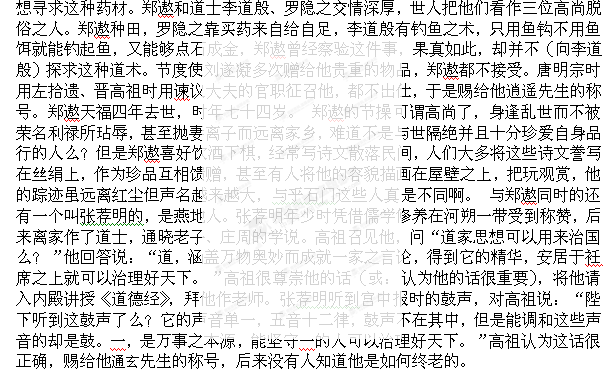 想寻求这种药材。郑遨和道士李道殷、罗隐之交情深厚，世人把他们看作三位高尚脱
俗之人。郑遨种田，罗隐之靠买药来自给自足，李道殷有钓鱼之术，只用鱼钩不用鱼
饵就能钓起鱼，又能够点石成金，郑遨曾经察验这件事，果真如此，却并不（向李道
殷）探求这种道术。节度使刘遂凝多次赠给他贵重的物品，郑遨都不接受。唐明宗时
用左拾遗、晋高祖时用谏议大夫的官职征召他，都不出仕，于是赐给他逍遥先生的称
号。郑遨天福四年去世，时年七十四岁。 郑遨的节操可谓高尚了，身逢乱世而不被
荣名利禄所玷辱，甚至抛妻离子而远离家乡，难道不是与世隔绝并且十分珍爱自身品
行的人么？但是郑遨喜好饮酒下棋，经常写诗文散落民间，人们大多将这些诗文誊写
在丝绢上，作为珍品互相馈赠，甚至有人将他的容貌描画在屋壁之上，把玩观赏，他
的踪迹虽远离红尘但声名越来越大，与乎石门这些人真是不同啊。 与郑遨同时的还
有一个叫张荐明的，是燕地人。张荐明年少时凭借儒学修养在河朔一带受到称赞，后
来离家作了道士，通晓老子、庄周的学说。高祖召见他，问“道家思想可以用来治国
么？”他回答说：“道，涵盖万物奥妙而成就一家之言论，得到它的精华，安居于衽
席之上就可以治理好天下。”高祖很尊崇他的话（或：认为他的话很重要），将他请
入内殿讲授《道德经》，拜他作老师。张荐明听到宫中报时的鼓声，对高祖说：“陛
下听到这鼓声了么？它的声音单一，五音十二律，鼓声不在其中，但是能调和这些声
音的却是鼓。一，是万事之本源，能坚守一的人可以治理好天下。”高祖认为这话很
正确，赐给他通玄先生的称号，后来没有人知道他是如何终老的。